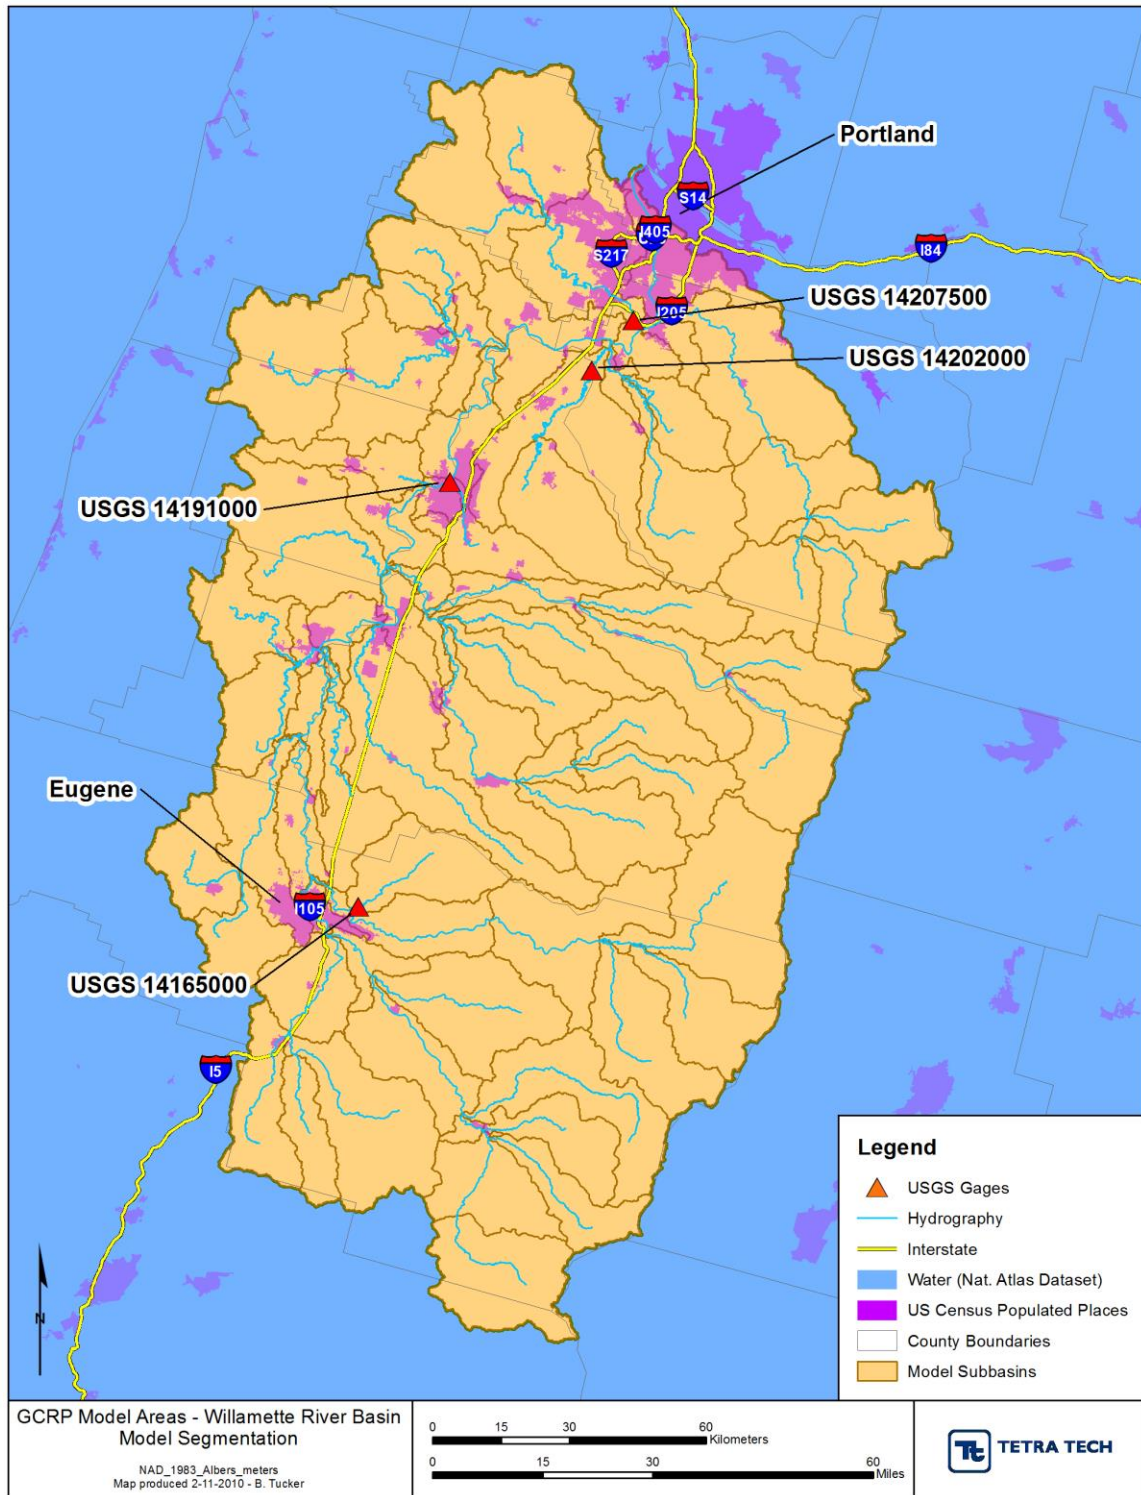 Portland
S14
I405
S217
I84
USGS 14207500
I205
USGS 14202000
USGS 14191000
Eugene
I105
USGS 14165000
I5
N
Legend
USGS Gages
Hydrography
Interstate
Water (Nat. Atlas Dataset)
US Census Populated Places
County Boundaries
Model Subbasins
GCRP Model Areas - Willamette River Basin
Model Segmentation
NAD_1983_Albers_meters
Map produced 2-11-2010 - B. Tucker
0 15 30 60
Kilometers
0 15 30 60
Miles
Tt TETRA TECH